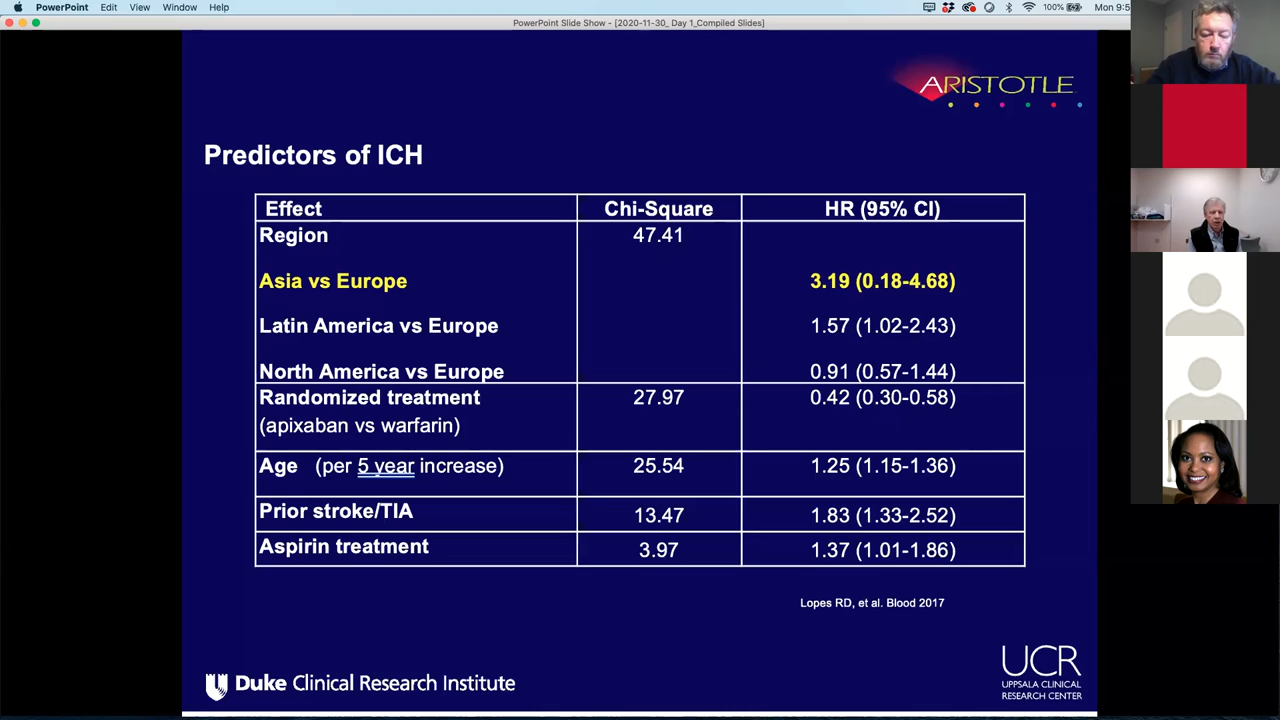 PowerPoint Edit View Window Help 100% Mon 9:5
PowerPoint Slide Show - [2020-11-30_ Day 1_Compiled Slides]
ARISTOTLE
Predictors of ICH
Effect Chi-Square HR (95% CI)
Region 47.41
Asia vs Europe 3.19 (0.18-4.68)
Latin America vs Europe 1.57 (1.02-2.43)
North America vs Europe 0.91 (0.57-1.44)
Randomized treatment 27.97 0.42 (0.30-0.58)
(apixaban vs warfarin)
Age (per 5 year increase) 25.54 1.25 (1.15-1.36)
Prior stroke/TIA 13.47 1.83 (1.33-2.52)
Aspirin treatment 3.97 1.37 (1.01-1.86)
Lopes RD, et al. Blood 2017
Duke Clinical Research Institute
UCR
UPPSALA CLINICAL
RESEARCH CENTER